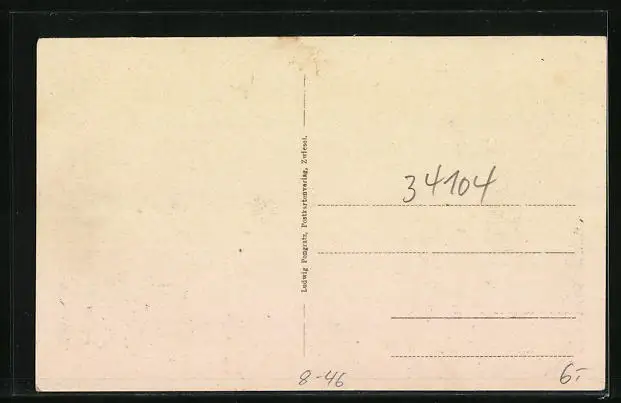 Ludwig Pongratz, Postkartenverlag, Zwiesel.
34104
8-46
6.-